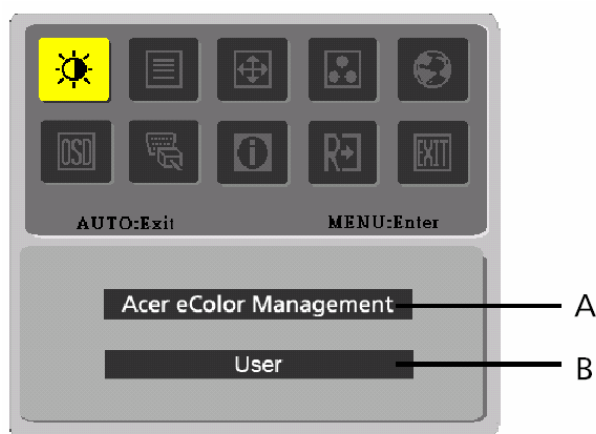 OSD
i
R
EXIT
AUTO:Exit MENU:Enter
Acer eColor Management A
User B